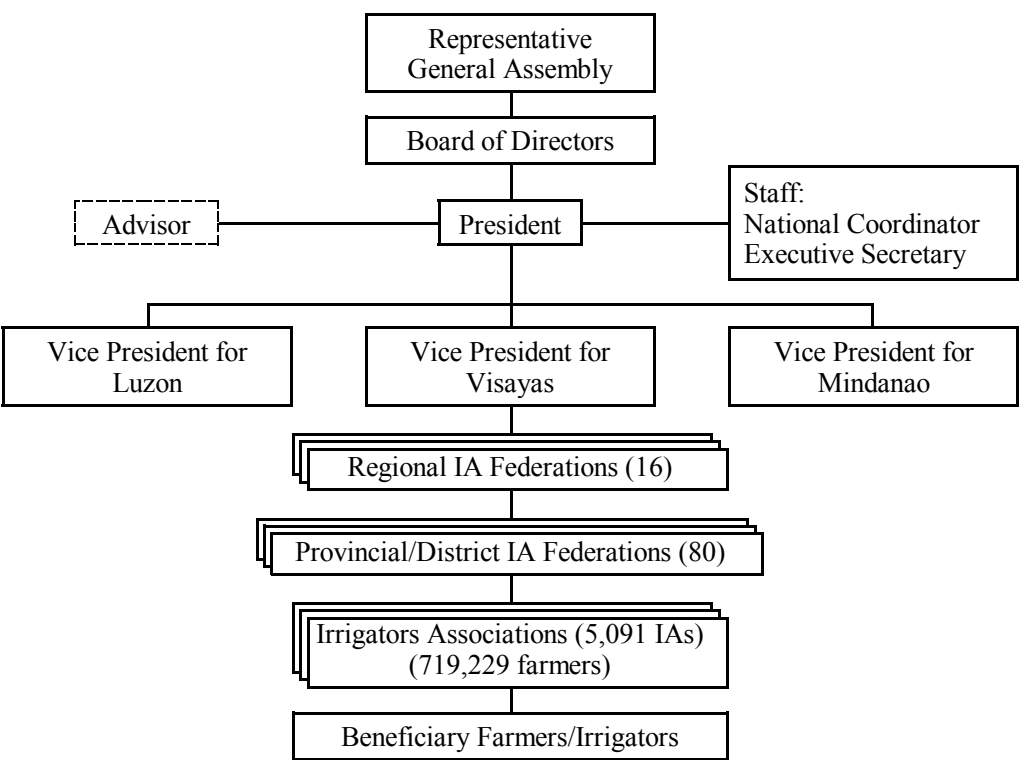 Representative
General Assembly
Board of Directors
Advisor
President
Staff:
National Coordinator
Executive Secretary
Vice President for
Luzon
Vice President for
Visayas
Vice President for
Mindanao
Regional IA Federations (16)
Provincial/District IA Federations (80)
Irrigators Associations (5,091 IAs)
(719,229 farmers)
Beneficiary Farmers/Irrigators